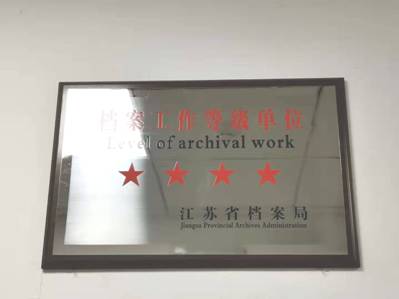 档案工作等级单位
Level of archival work
★ ★ ★ ★
江苏省档案局
Jiangsu Provincial Archives Administration